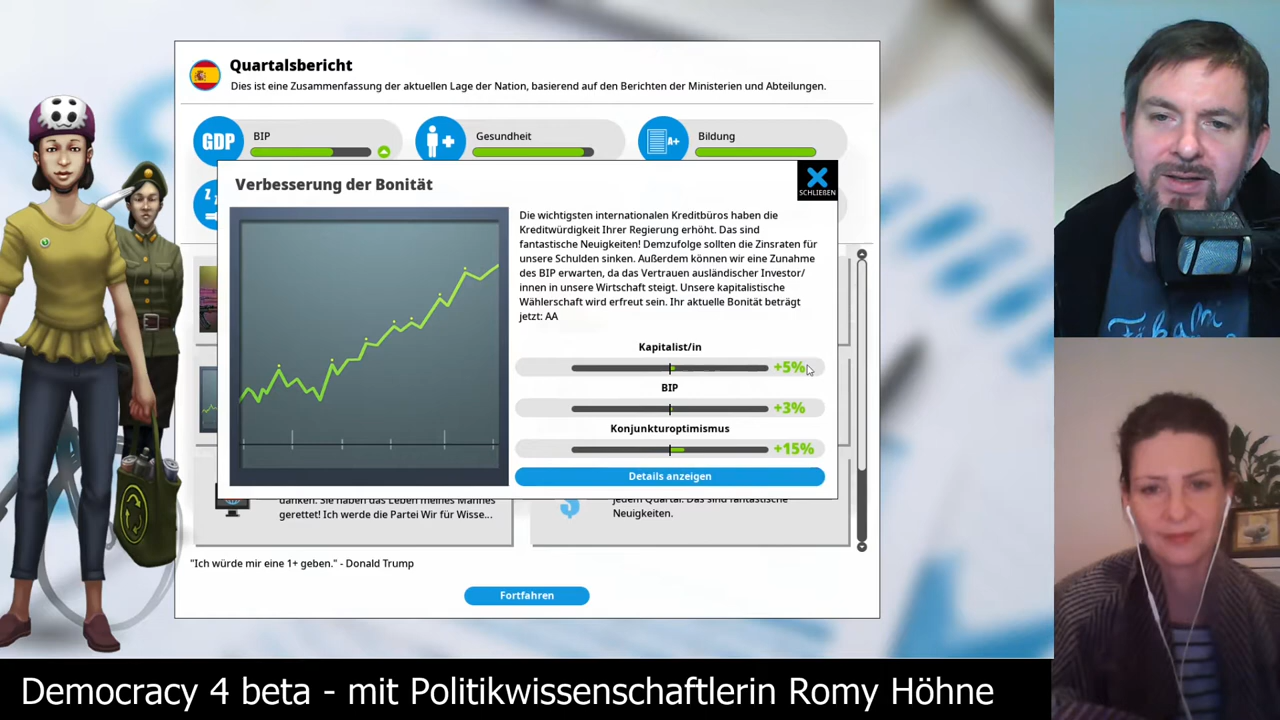 Quartalsbericht
Dies ist eine Zusammenfassung der aktuellen Lage der Nation, basierend auf den Berichten der Ministerien und Abteilungen.
GDP
BIP
Gesundheit
A+
Bildung
Verbesserung der Bonität
SCHLIEẞEN
Die wichtigsten internationalen Kreditbüros haben die
Kreditwürdigkeit Ihrer Regierung erhöht. Das sind
fantastische Neuigkeiten! Demzufolge sollten die Zinsraten für
unsere Schulden sinken. Außerdem können wir eine Zunahme
des BIP erwarten, da das Vertrauen ausländischer Investor/
innen in unsere Wirtschaft steigt. Unsere kapitalistische
Wählerschaft wird erfreut sein. Ihr aktuelle Bonität beträgt
jetzt: AA
Kapitalist/in
+5%
BIP
+3%
Konjunkturoptimismus
+15%
Details anzeigen
danken. Sie haben das Leben meines Mannes
gerettet! Ich werde die Partei Wir für Wisse...
jedem Quartal. Das sind fantastische
Neuigkeiten.
"Ich würde mir eine 1+ geben." - Donald Trump
Fortfahren
Democracy 4 beta - mit Politikwissenschaftlerin Romy Höhne